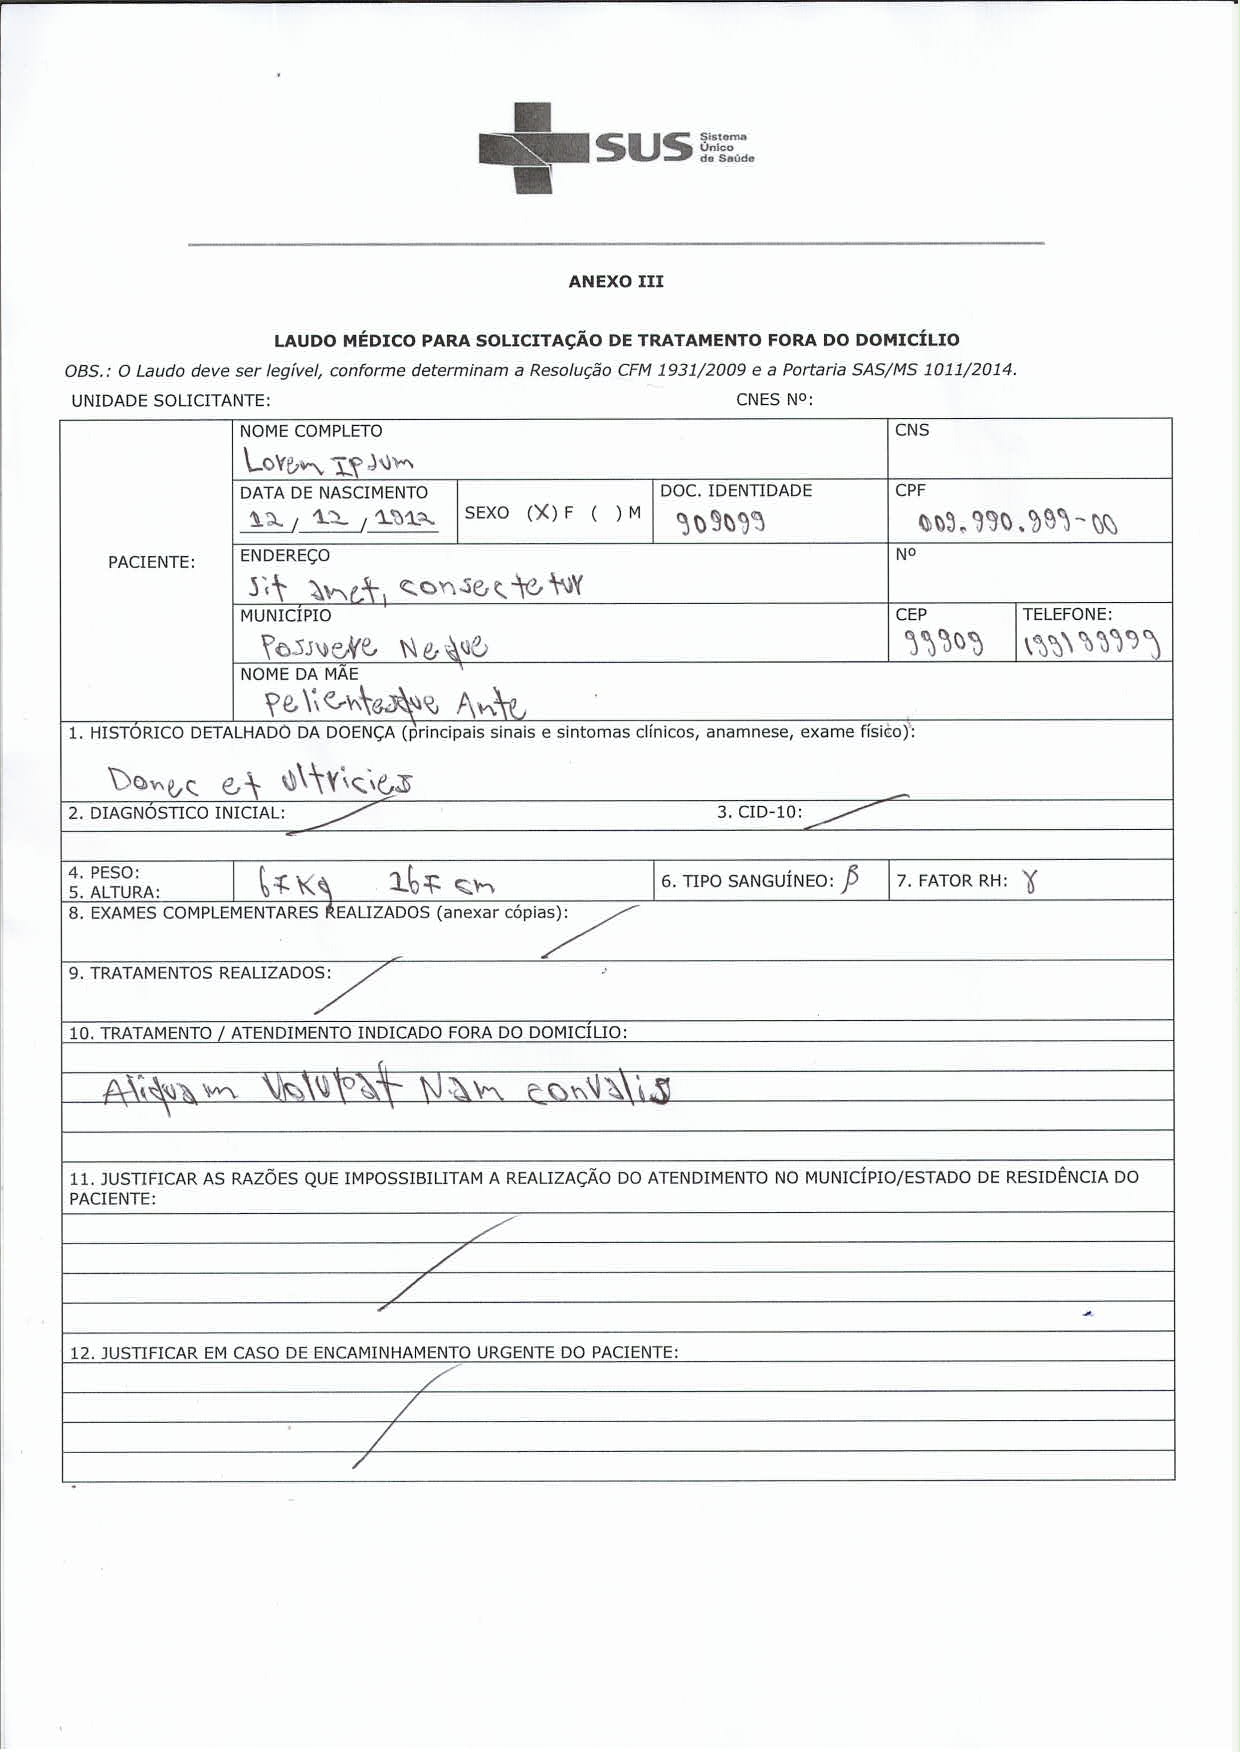 SUS Sistema
Único
de Saúde
ANEXO III
LAUDO MÉDICO PARA SOLICITAÇÃO DE TRATAMENTO FORA DO DOMICÍLIO
OBS.: O Laudo deve ser legível, conforme determinam a Resolução CFM 1931/2009 e a Portaria SAS/MS 1011/2014.
UNIDADE SOLICITANTE: CNES Nº:
PACIENTE:
NOME COMPLETO CNS
Lorem Ipsum
DATA DE NASCIMENTO SEXO (X) F ( ) M DOC. IDENTIDADE CPF
12 / 12 / 1912 909099 009.990.999-00
ENDEREÇO Nº
Sit amet, consectetur
MUNICÍPIO CEP TELEFONE:
Possuere Neque 99909 (99)99999
NOME DA MÃE
Pelientesque Ante
1. HISTÓRICO DETALHADO DA DOENÇA (principais sinais e sintomas clínicos, anamnese, exame físico):
Donec et ultricies
2. DIAGNÓSTICO INICIAL: 3. CID-10:
4. PESO:
5. ALTURA:
67Kg 167 cm
6. TIPO SANGUÍNEO: β 7. FATOR RH: γ
8. EXAMES COMPLEMENTARES REALIZADOS (anexar cópias):
9. TRATAMENTOS REALIZADOS:
10. TRATAMENTO / ATENDIMENTO INDICADO FORA DO DOMICÍLIO:
Aliquam Volutpat Nam convalis
11. JUSTIFICAR AS RAZÕES QUE IMPOSSIBILITAM A REALIZAÇÃO DO ATENDIMENTO NO MUNICÍPIO/ESTADO DE RESIDÊNCIA DO
PACIENTE:
12. JUSTIFICAR EM CASO DE ENCAMINHAMENTO URGENTE DO PACIENTE: